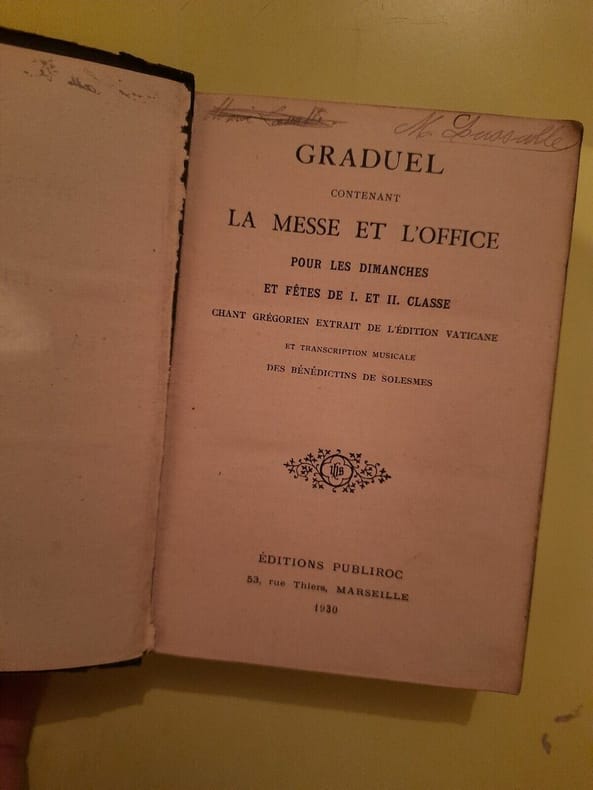 GRADUEL
CONTENANT
LA MESSE ET L'OFFICE
POUR LES DIMANCHES
ET FÊTES DE I. ET II. CLASSE
CHANT GRÉGORIEN EXTRAIT DE L'ÉDITION VATICANE
ET TRANSCRIPTION MUSICALE
DES BÉNÉDICTINS DE SOLESMES
IHS
ÉDITIONS PUBLIROC
53, rue Thiers, MARSEILLE
1930